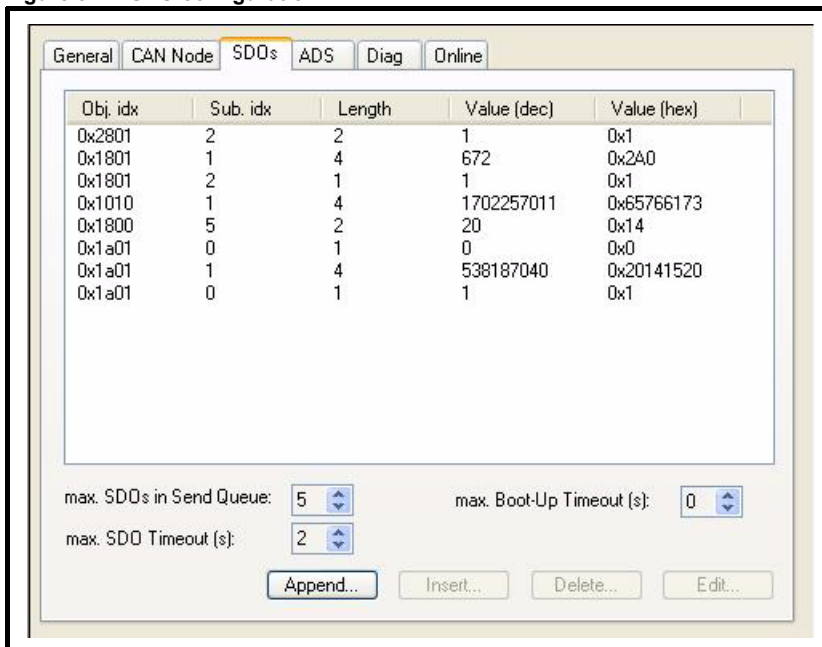 General CAN Node SDOs ADS Diag Online
Obj. idx Sub. idx Length Value (dec) Value (hex)
0x2801 2 2 1 0x1
0x1801 1 4 672 0x2A0
0x1801 2 1 1 0x1
0x1010 1 4 1702257011 0x65766173
0x1800 5 2 20 0x14
0x1a01 0 1 0 0x0
0x1a01 1 4 538187040 0x20141520
0x1a01 0 1 1 0x1
max. SDOs in Send Queue: 5 max. Boot-Up Timeout (s): 0
max. SDO Timeout (s): 2
Append... Insert... Delete... Edit...